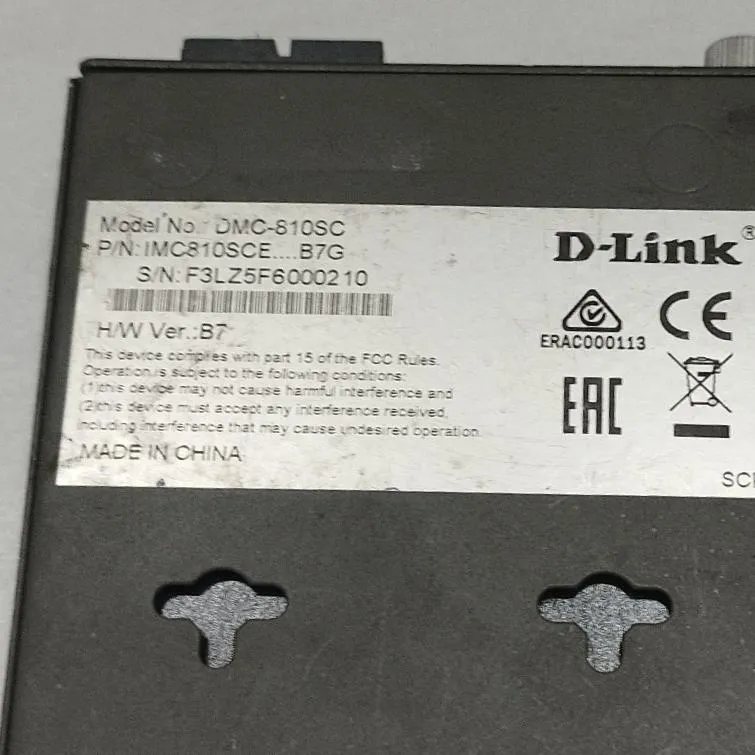 Model No.: DMC-810SC
P/N: IMC810SCE....B7G
S/N: F3LZ5F6000210
H/W Ver.:B7
This device complies with part 15 of the FCC Rules.
Operation is subject to the following conditions:
(1)this device may not cause harmful interference and
(2)this device must accept any interference received,
including interference that may cause undesired operation.
MADE IN CHINA
D-Link®
ERAC000113
CE
EAC